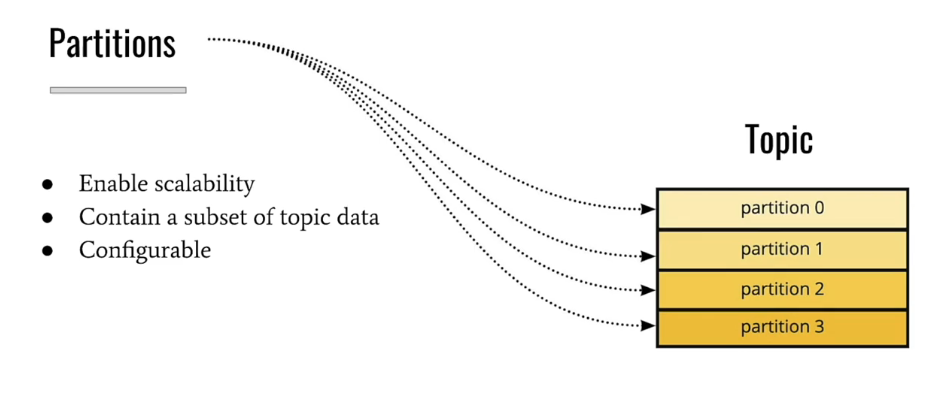 Partitions
● Enable scalability
● Contain a subset of topic data
● Configurable
Topic
partition 0
partition 1
partition 2
partition 3